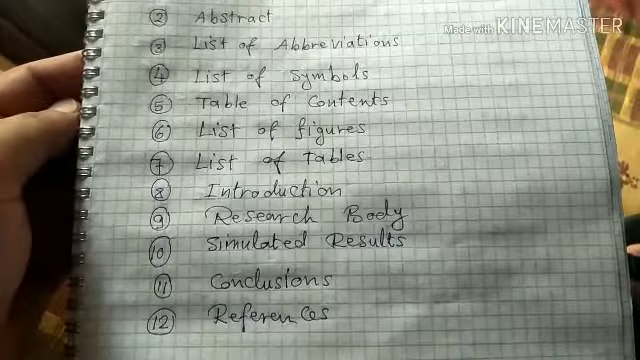 Made with KINEMASTER
② Abstract
③ List of Abbreviations
④ List of Symbols
⑤ Table of Contents
⑥ List of figures
⑦ List of Tables
⑧ Introduction
⑨ Research Body
⑩ Simulated Results
⑪ Conclusions
⑫ References